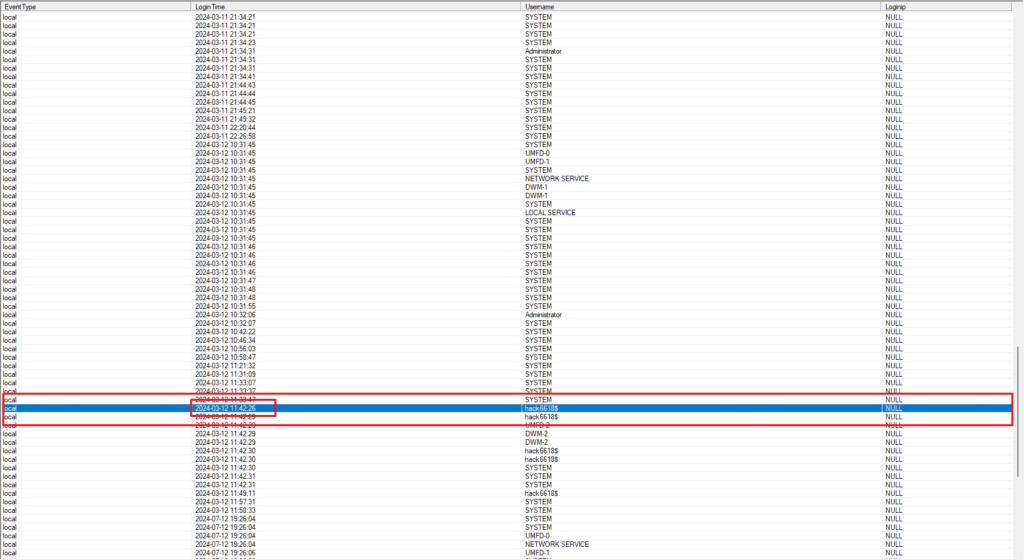 EventType LoginTime Username Loginip
local 2024-03-11 21:34:21 SYSTEM NULL
local 2024-03-11 21:34:21 SYSTEM NULL
local 2024-03-11 21:34:21 SYSTEM NULL
local 2024-03-11 21:34:23 SYSTEM NULL
local 2024-03-11 21:34:31 Administrator NULL
local 2024-03-11 21:34:31 SYSTEM NULL
local 2024-03-11 21:34:31 SYSTEM NULL
local 2024-03-11 21:34:41 SYSTEM NULL
local 2024-03-11 21:44:43 SYSTEM NULL
local 2024-03-11 21:44:44 SYSTEM NULL
local 2024-03-11 21:44:45 SYSTEM NULL
local 2024-03-11 21:45:21 SYSTEM NULL
local 2024-03-11 21:49:32 SYSTEM NULL
local 2024-03-11 22:20:44 SYSTEM NULL
local 2024-03-11 22:26:58 SYSTEM NULL
local 2024-03-12 10:31:45 SYSTEM NULL
local 2024-03-12 10:31:45 UMFD-0 NULL
local 2024-03-12 10:31:45 UMFD-1 NULL
local 2024-03-12 10:31:45 SYSTEM NULL
local 2024-03-12 10:31:45 NETWORK SERVICE NULL
local 2024-03-12 10:31:45 DWM-1 NULL
local 2024-03-12 10:31:45 DWM-1 NULL
local 2024-03-12 10:31:45 SYSTEM NULL
local 2024-03-12 10:31:45 LOCAL SERVICE NULL
local 2024-03-12 10:31:45 SYSTEM NULL
local 2024-03-12 10:31:45 SYSTEM NULL
local 2024-03-12 10:31:45 SYSTEM NULL
local 2024-03-12 10:31:46 SYSTEM NULL
local 2024-03-12 10:31:46 SYSTEM NULL
local 2024-03-12 10:31:46 SYSTEM NULL
local 2024-03-12 10:31:46 SYSTEM NULL
local 2024-03-12 10:31:47 SYSTEM NULL
local 2024-03-12 10:31:48 SYSTEM NULL
local 2024-03-12 10:31:48 SYSTEM NULL
local 2024-03-12 10:31:55 SYSTEM NULL
local 2024-03-12 10:32:06 Administrator NULL
local 2024-03-12 10:32:07 SYSTEM NULL
local 2024-03-12 10:42:22 SYSTEM NULL
local 2024-03-12 10:46:34 SYSTEM NULL
local 2024-03-12 10:56:03 SYSTEM NULL
local 2024-03-12 10:58:47 SYSTEM NULL
local 2024-03-12 11:21:32 SYSTEM NULL
local 2024-03-12 11:31:09 SYSTEM NULL
local 2024-03-12 11:33:07 SYSTEM NULL
local 2024-03-12 11:33:37 SYSTEM NULL
local 2024-03-12 11:33:47 SYSTEM NULL
local 2024-03-12 11:42:26 hack6618$ NULL
local 2024-03-12 11:42:29 hack6618$ NULL
local 2024-03-12 11:42:29 UMFD-2 NULL
local 2024-03-12 11:42:29 DWM-2 NULL
local 2024-03-12 11:42:29 DWM-2 NULL
local 2024-03-12 11:42:30 hack6618$ NULL
local 2024-03-12 11:42:30 hack6618$ NULL
local 2024-03-12 11:42:30 SYSTEM NULL
local 2024-03-12 11:42:31 SYSTEM NULL
local 2024-03-12 11:42:31 SYSTEM NULL
local 2024-03-12 11:49:11 hack6618$ NULL
local 2024-03-12 11:57:31 SYSTEM NULL
local 2024-03-12 11:58:33 SYSTEM NULL
local 2024-07-12 19:26:04 SYSTEM NULL
local 2024-07-12 19:26:04 SYSTEM NULL
local 2024-07-12 19:26:04 UMFD-0 NULL
local 2024-07-12 19:26:04 NETWORK SERVICE NULL
local 2024-07-12 19:26:06 UMFD-1 NULL